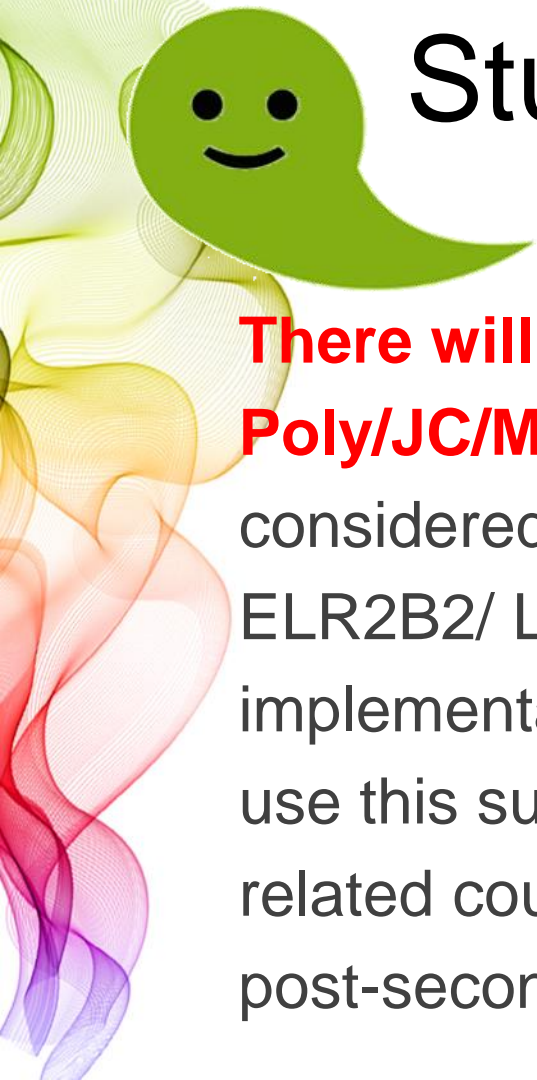 Stu
There will
Poly/JC/M
considered
ELR2B2/ L
implementa
use this su
related cou
post-secon